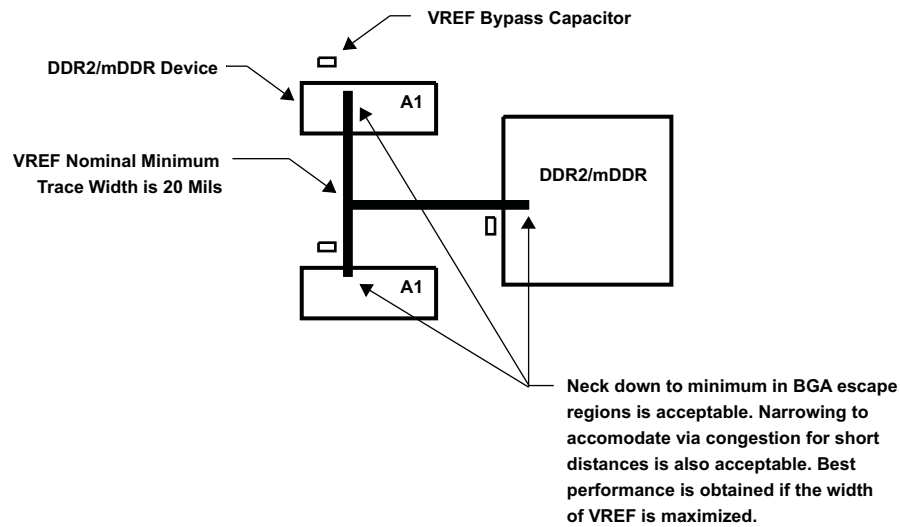 VREF Bypass Capacitor
DDR2/mDDR Device
A1
VREF Nominal Minimum
Trace Width is 20 Mils
DDR2/mDDR
A1
Neck down to minimum in BGA escape
regions is acceptable. Narrowing to
accomodate via congestion for short
distances is also acceptable. Best
performance is obtained if the width
of VREF is maximized.